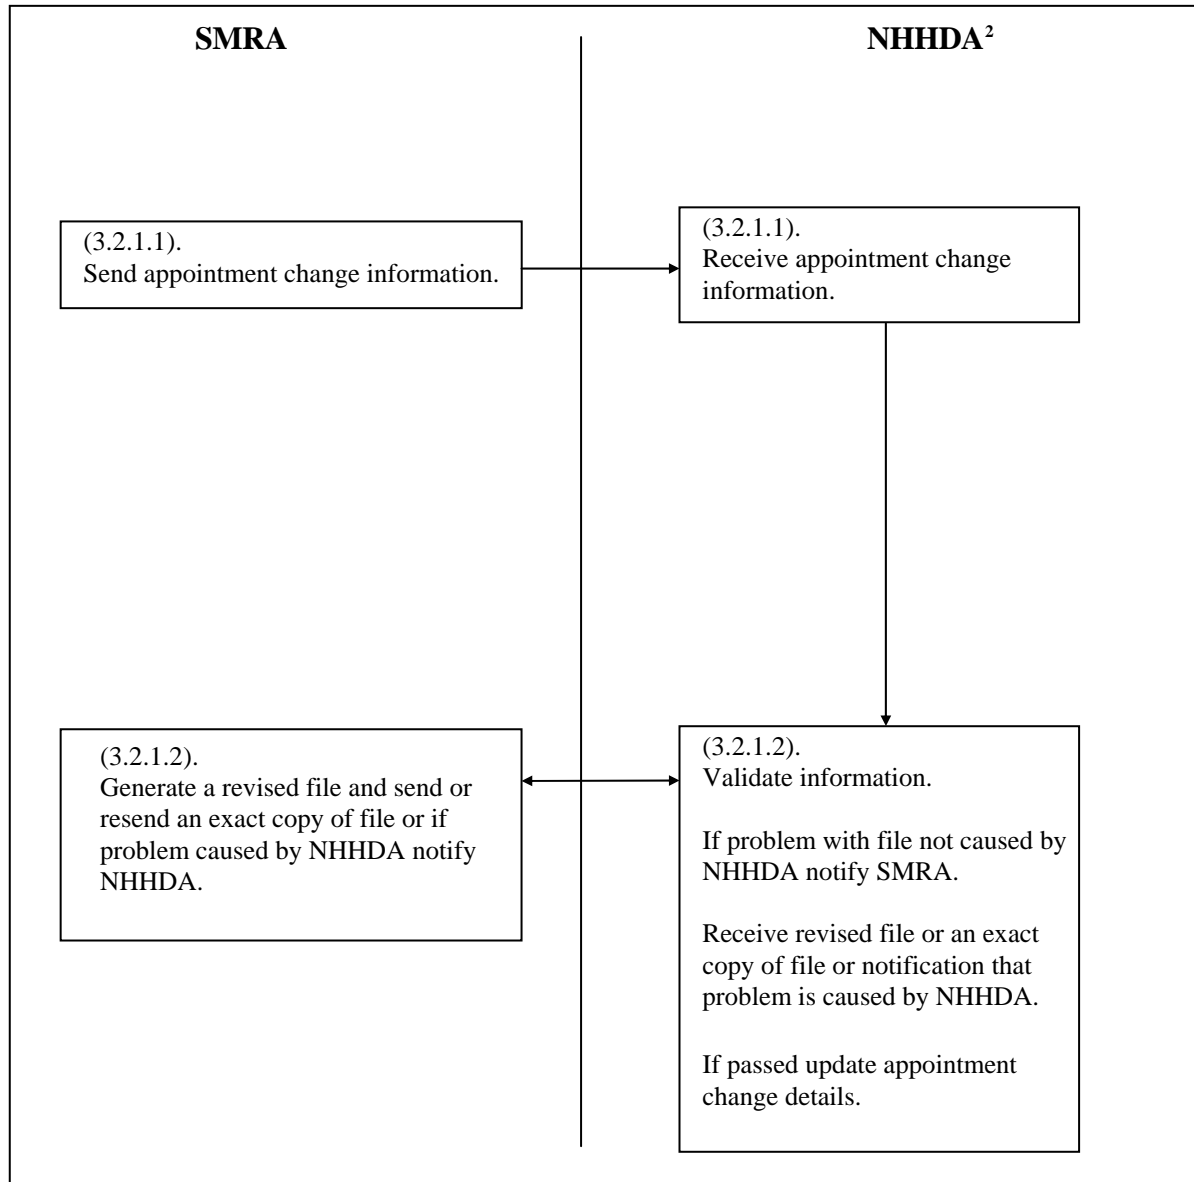 SMRA
NHHDA²
(3.2.1.1).
Send appointment change information.
(3.2.1.1).
Receive appointment change
information.
(3.2.1.2).
Generate a revised file and send or
resend an exact copy of file or if
problem caused by NHHDA notify
NHHDA.
(3.2.1.2).
Validate information.
If problem with file not caused by
NHHDA notify SMRA.
Receive revised file or an exact
copy of file or notification that
problem is caused by NHHDA.
If passed update appointment
change details.